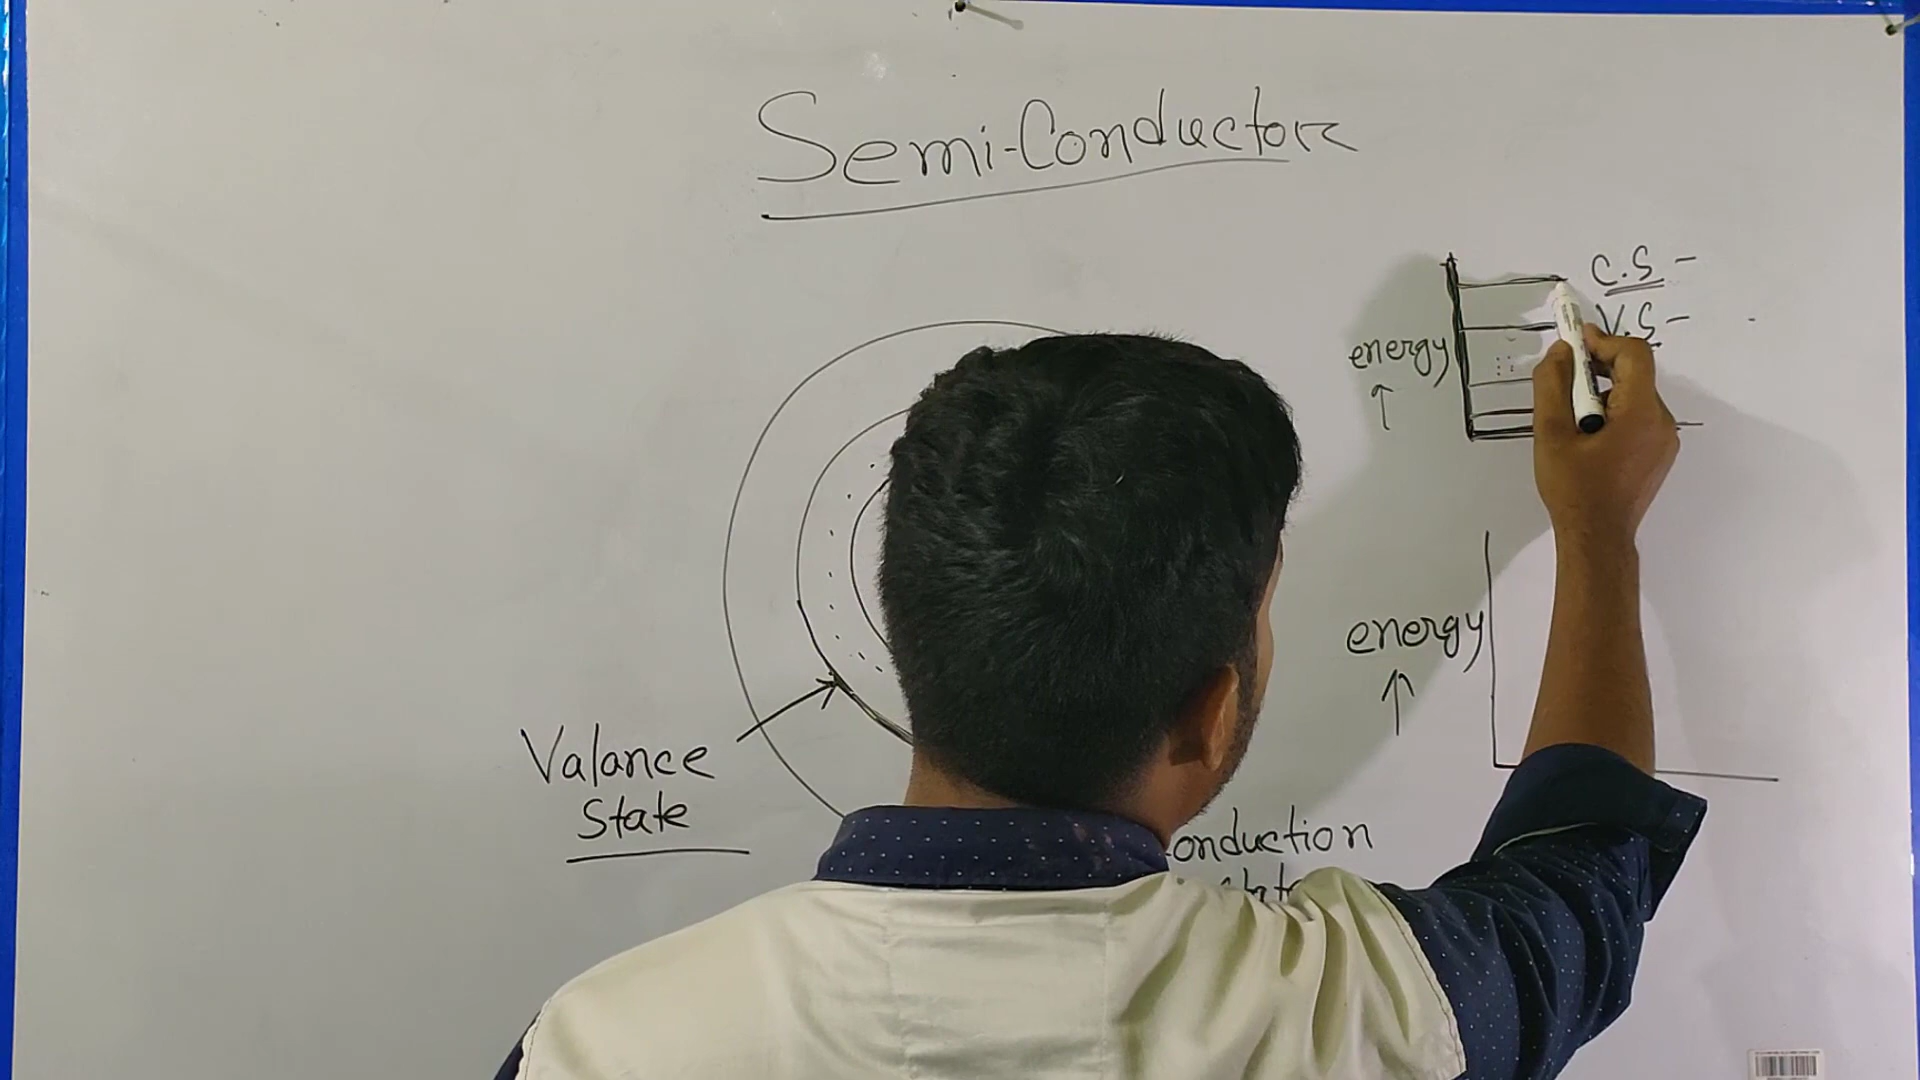 Semi-Conductor
C.S -
V.S -
energy
↑
energy
↑
Valance
State
onduction